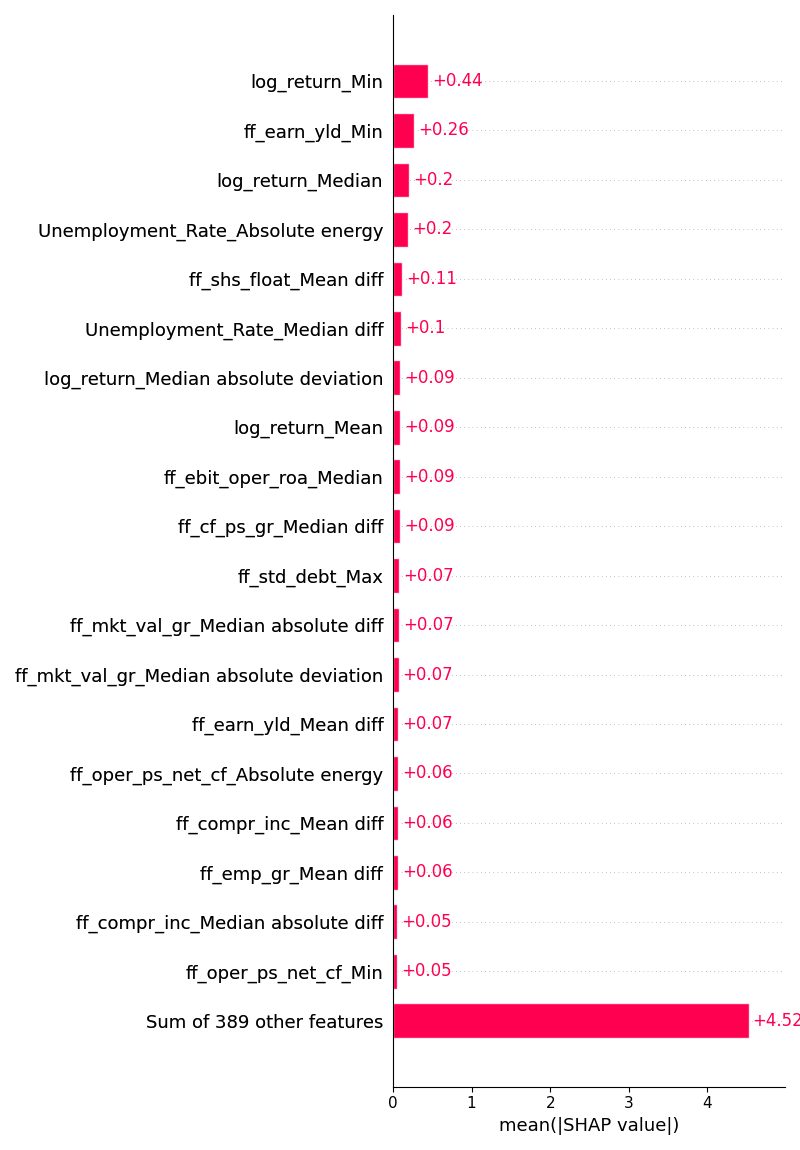 log_return_Min +0.44
ff_earn_yld_Min +0.26
log_return_Median +0.2
Unemployment_Rate_Absolute energy +0.2
ff_shs_float_Mean diff +0.11
Unemployment_Rate_Median diff +0.1
log_return_Median absolute deviation +0.09
log_return_Mean +0.09
ff_ebit_oper_roa_Median +0.09
ff_cf_ps_gr_Median diff +0.09
ff_std_debt_Max +0.07
ff_mkt_val_gr_Median absolute diff +0.07
ff_mkt_val_gr_Median absolute deviation +0.07
ff_earn_yld_Mean diff +0.07
ff_oper_ps_net_cf_Absolute energy +0.06
ff_compr_inc_Mean diff +0.06
ff_emp_gr_Mean diff +0.06
ff_compr_inc_Median absolute diff +0.05
ff_oper_ps_net_cf_Min +0.05
Sum of 389 other features +4.52
0 1 2 3 4
mean(|SHAP value|)